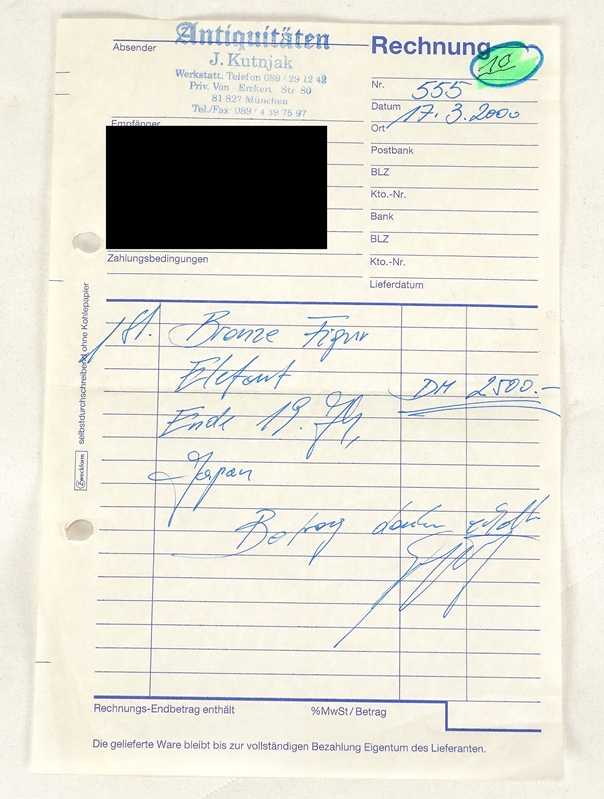 Absender
Antiquitäten
J. Kutnjak
Werkstatt. Telefon 089 / 29 12 42
Priv. Von - Erckert Str 80
81 827 München
Tel./Fax 089 / 4 39 75 97
Rechnung
10
Nr. 555
Datum 17. 3. 2000
Ort
Empfänger
Postbank
BLZ
Kto.-Nr.
Bank
BLZ
Kto.-Nr.
Zahlungsbedingungen
Lieferdatum
1 St. Bronze Figur
Elefant DM 2500.-
Ende 19. Jh,
Japan
Betrag dankend
selbstdurchschreibend ohne Kohlepapier
Zweckform
Rechnungs-Endbetrag enthält %MwSt/Betrag
Die gelieferte Ware bleibt bis zur vollständigen Bezahlung Eigentum des Lieferanten.